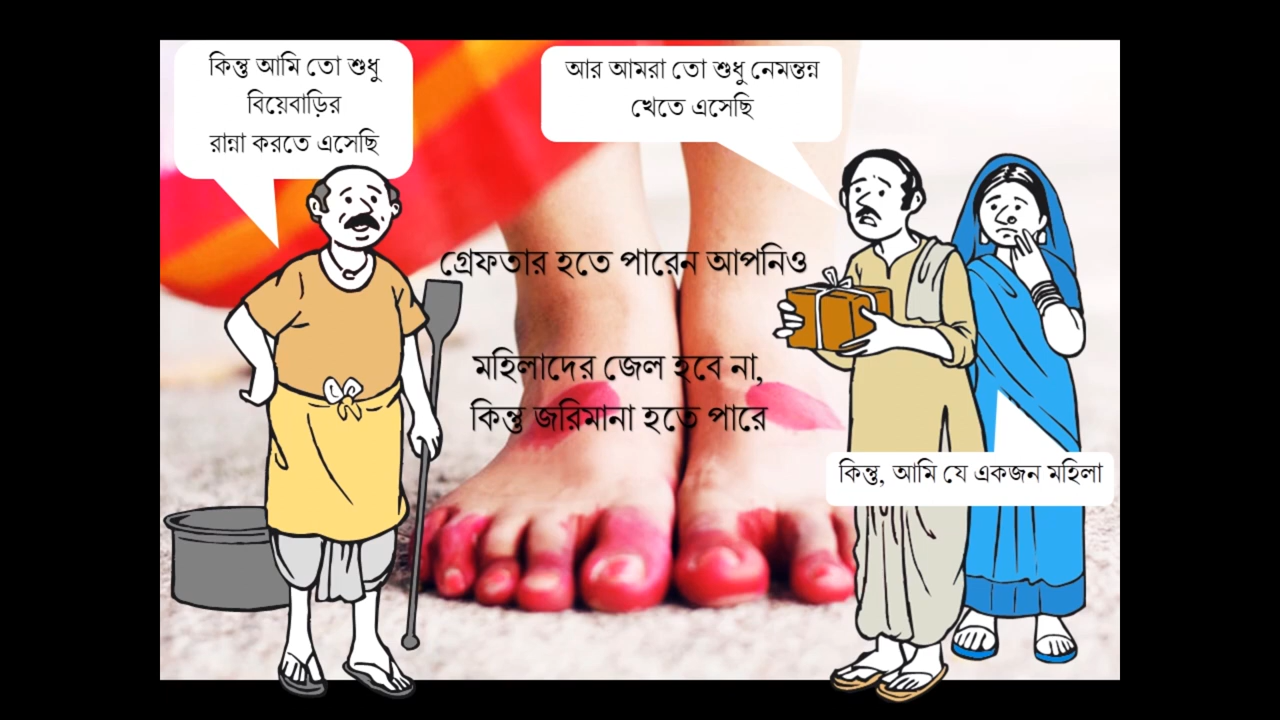 কিন্তু আমি তো শুধু
বিয়েবাড়ির
রান্না করতে এসেছি
আর আমরা তো শুধু নেমন্তন্ন
খেতে এসেছি
গ্রেফতার হতে পারেন আপনিও
মহিলাদের জেল হবে না,
কিন্তু জরিমানা হতে পারে
কিন্তু, আমি যে একজন মহিলা